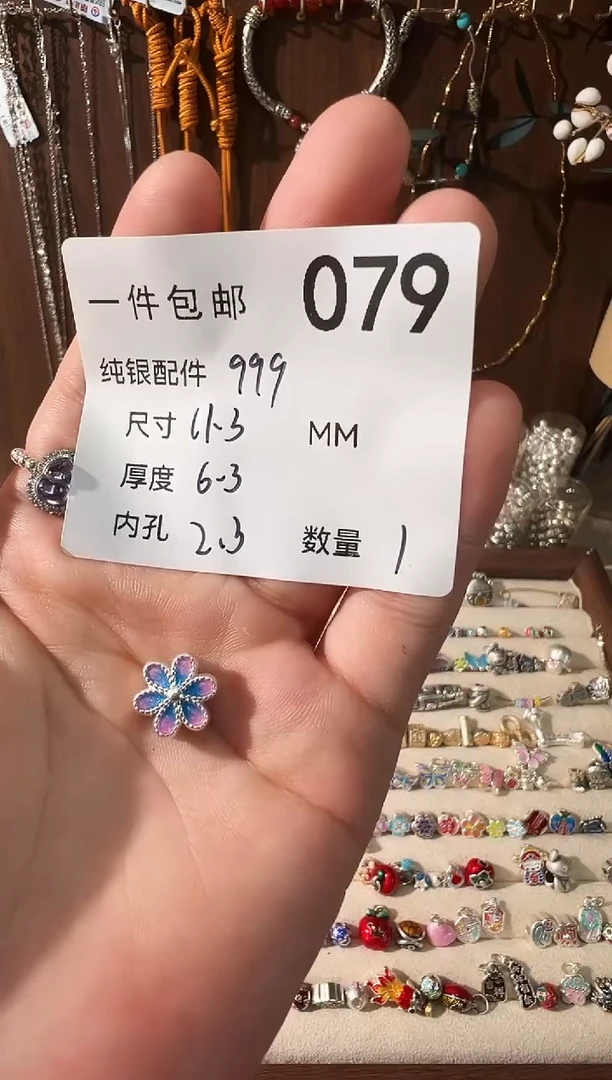 一件包邮 079
纯银配件 999
尺寸 11.3 MM
厚度 6.3
内孔 2.3 数量 1